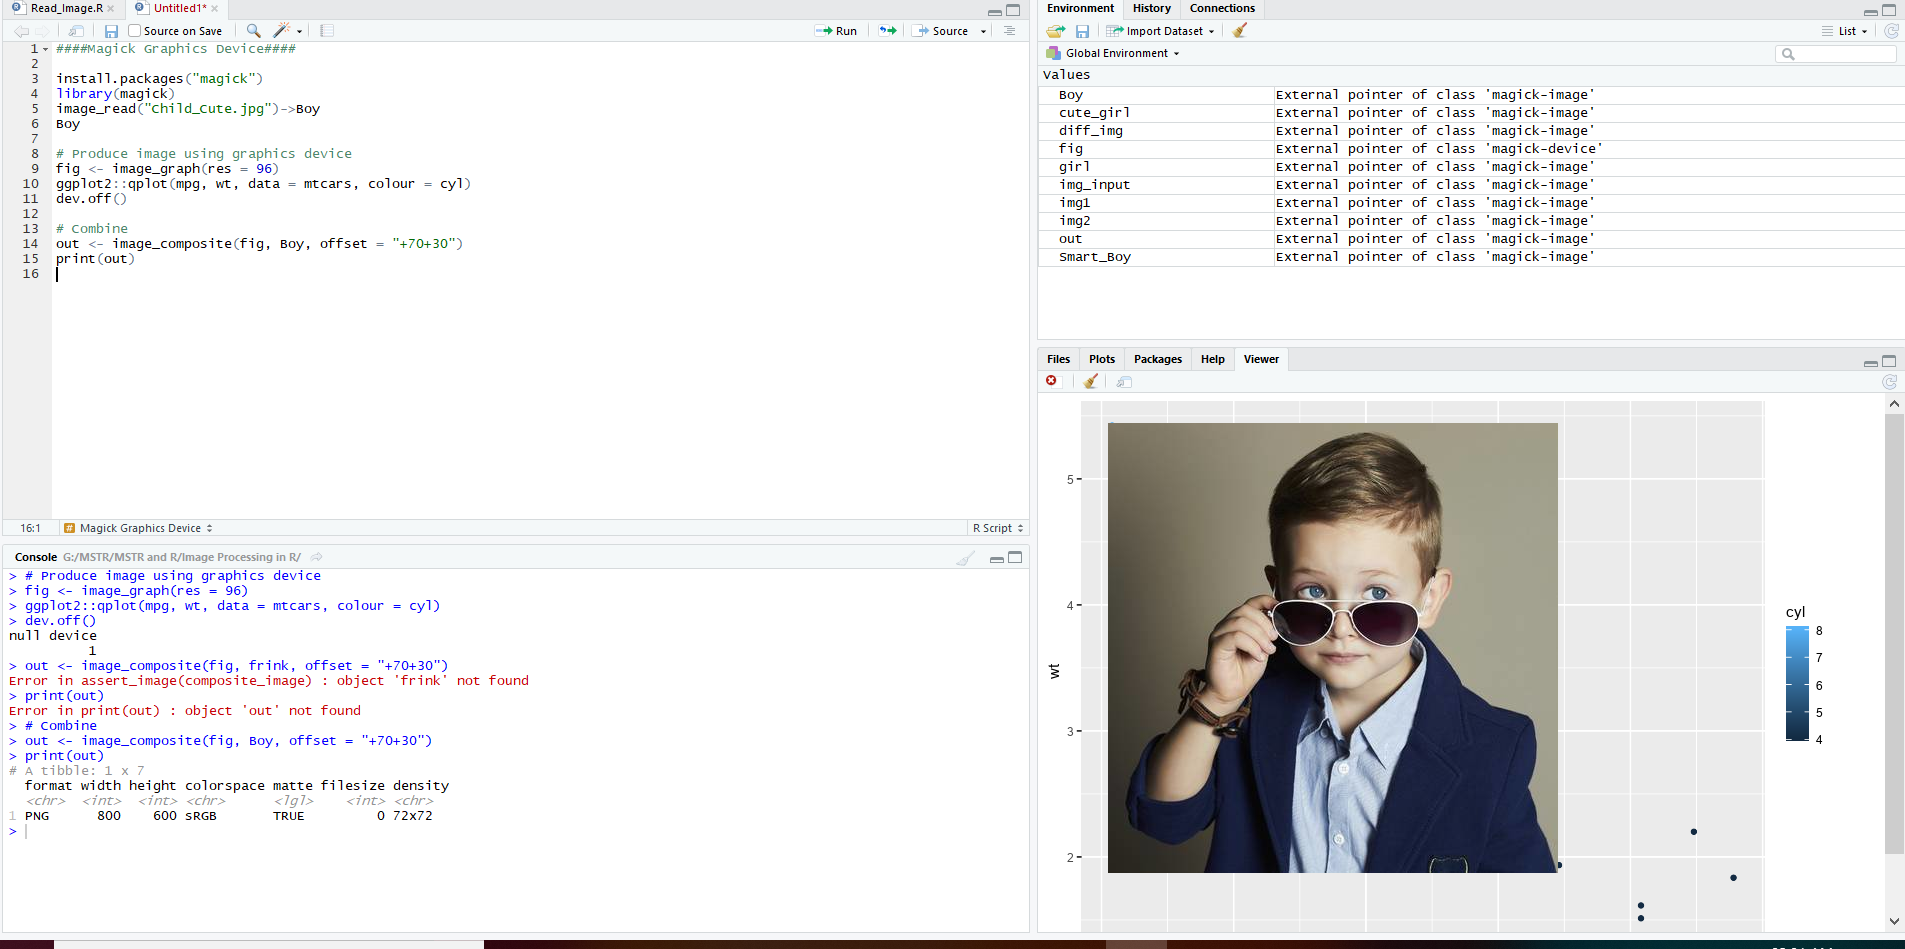 Read_Image.R
Untitled1*
Source on Save
Run
Source
1 ####Magick Graphics Device####
2
3 install.packages("magick")
4 library(magick)
5 image_read("Child_Cute.jpg")->Boy
6 Boy
7
8 # Produce image using graphics device
9 fig <- image_graph(res = 96)
10 ggplot2::qplot(mpg, wt, data = mtcars, colour = cyl)
11 dev.off()
12
13 # Combine
14 out <- image_composite(fig, Boy, offset = "+70+30")
15 print(out)
16
16:1 # Magick Graphics Device R Script
Console G:/MSTR/MSTR and R/Image Processing in R/
> # Produce image using graphics device
> fig <- image_graph(res = 96)
> ggplot2::qplot(mpg, wt, data = mtcars, colour = cyl)
> dev.off()
null device
1
> out <- image_composite(fig, frink, offset = "+70+30")
Error in assert_image(composite_image) : object 'frink' not found
> print(out)
Error in print(out) : object 'out' not found
> # Combine
> out <- image_composite(fig, Boy, offset = "+70+30")
> print(out)
# A tibble: 1 x 7
format width height colorspace matte filesize density
<chr> <int> <int> <chr> <lgl> <int> <chr>
1 PNG 800 600 sRGB TRUE 0 72x72
>
Environment History Connections
Import Dataset List
Global Environment
Values
Boy External pointer of class 'magick-image'
cute_girl External pointer of class 'magick-image'
diff_img External pointer of class 'magick-image'
fig External pointer of class 'magick-device'
girl External pointer of class 'magick-image'
img_input External pointer of class 'magick-image'
img1 External pointer of class 'magick-image'
img2 External pointer of class 'magick-image'
out External pointer of class 'magick-image'
Smart_Boy External pointer of class 'magick-image'
Files Plots Packages Help Viewer
5
4
3
2
wt
cyl
8
7
6
5
4